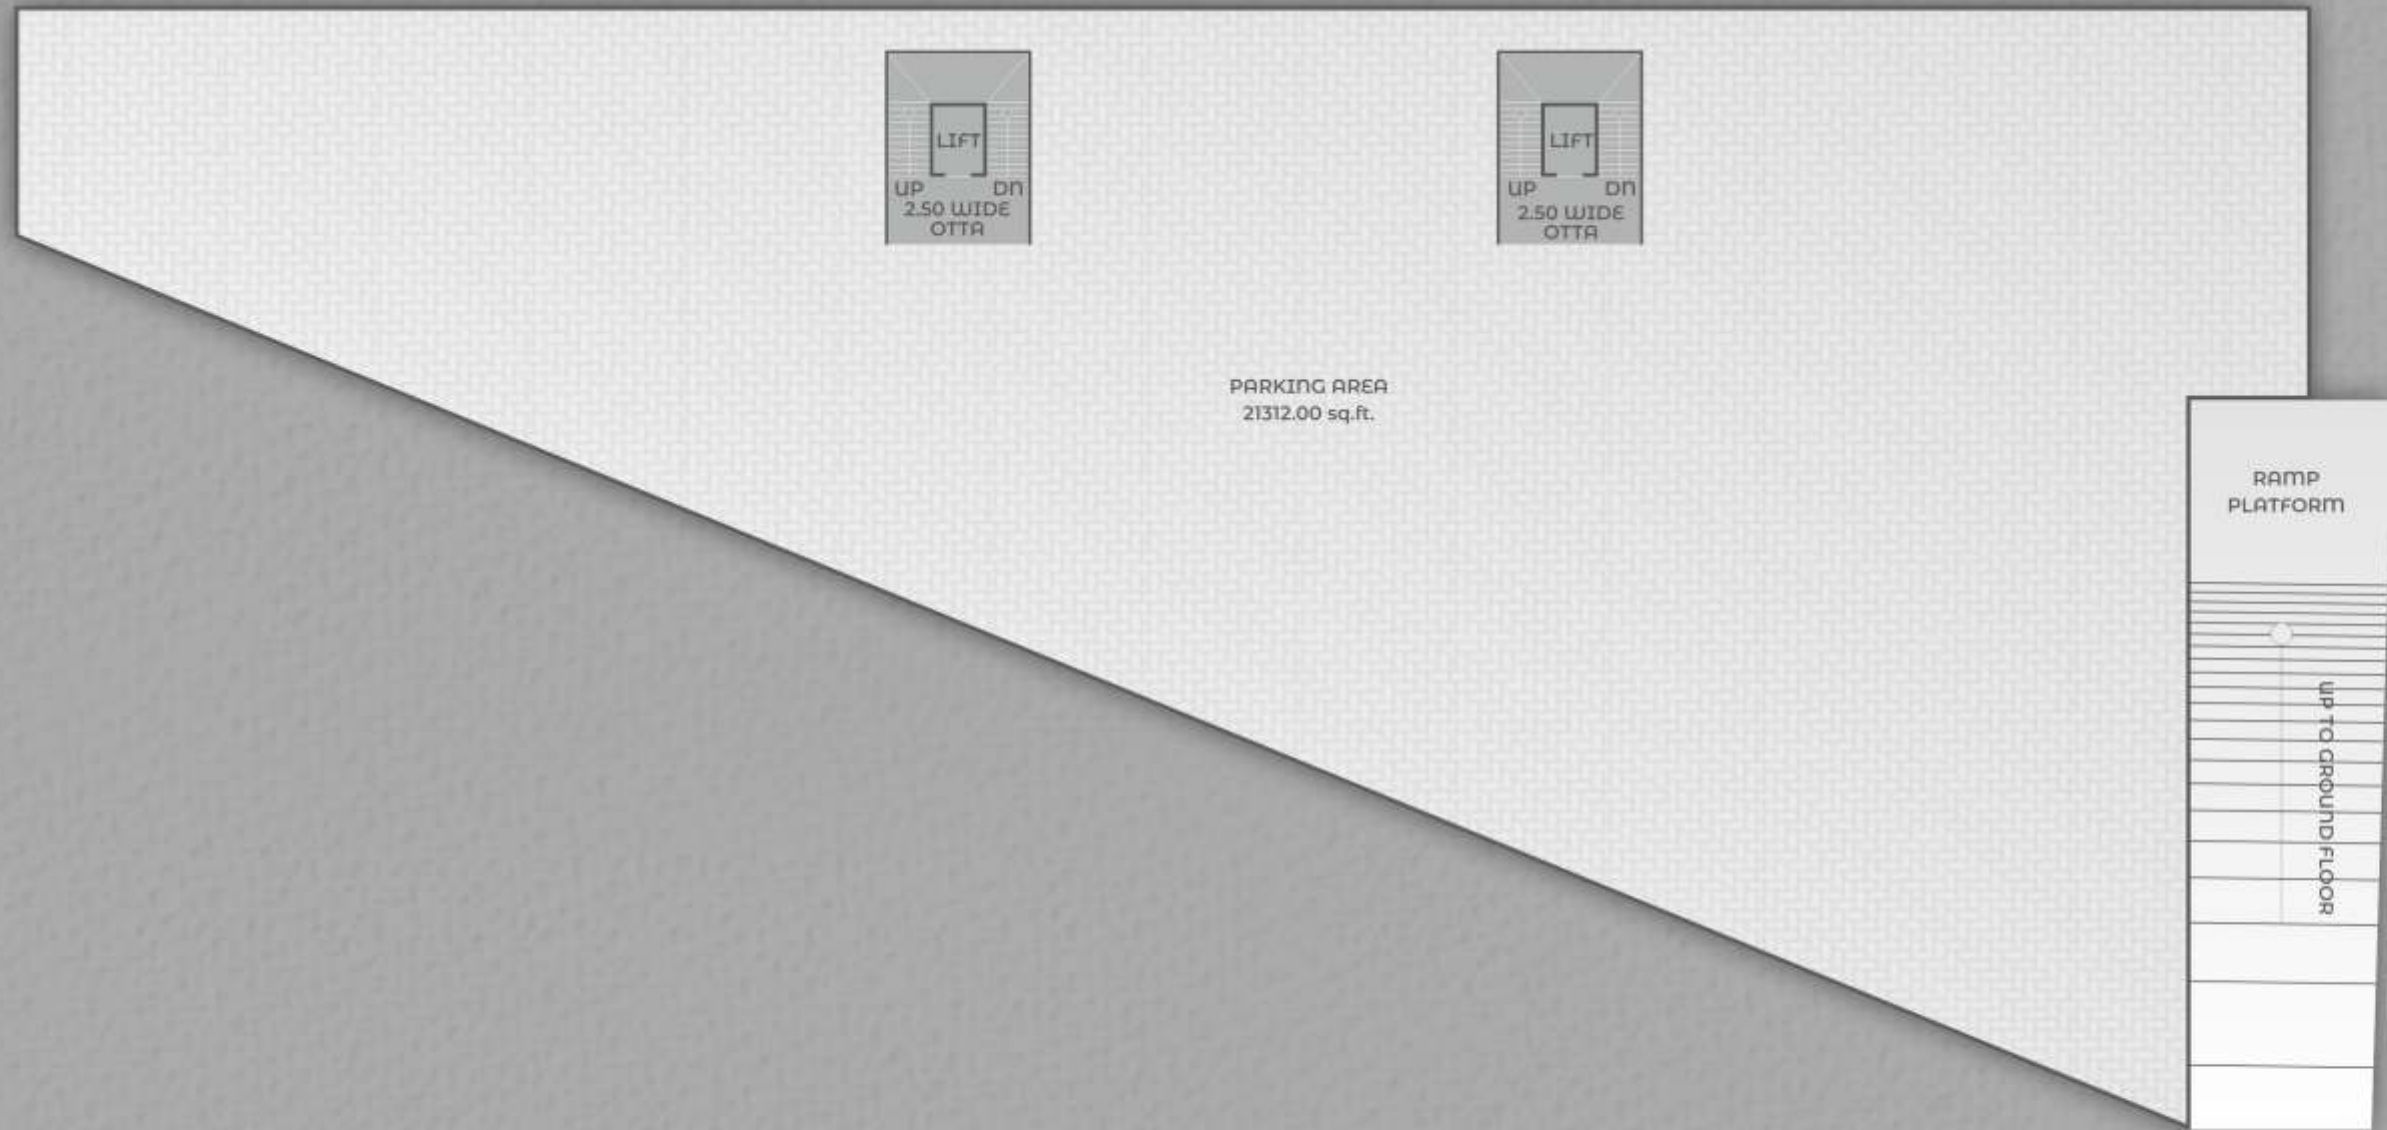 LIFT
UP DN
2.50 WIDE
OTTA
LIFT
UP DN
2.50 WIDE
OTTA
PARKING AREA
21312.00 sq.ft.
RAMP
PLATFORM
UP TO GROUND FLOOR